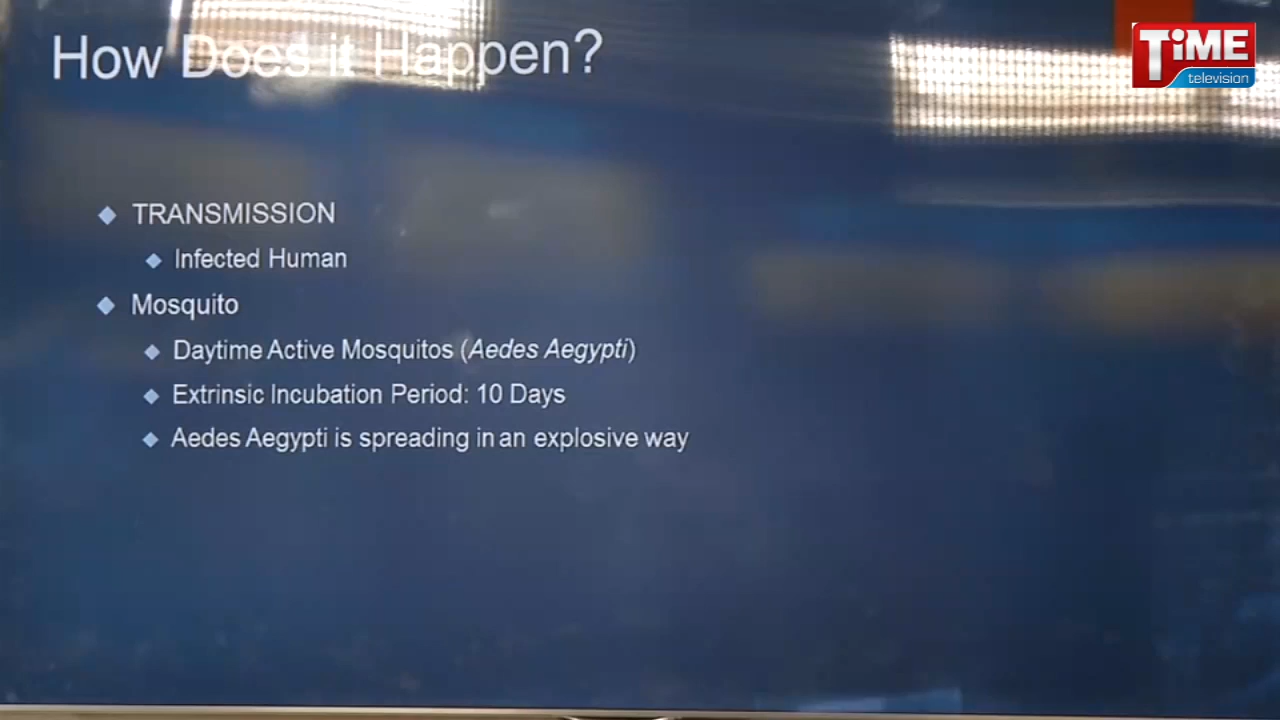 How Does it Happen?
TiME
television
TRANSMISSION
Infected Human
Mosquito
Daytime Active Mosquitos (Aedes Aegypti)
Extrinsic Incubation Period: 10 Days
Aedes Aegypti is spreading in an explosive way